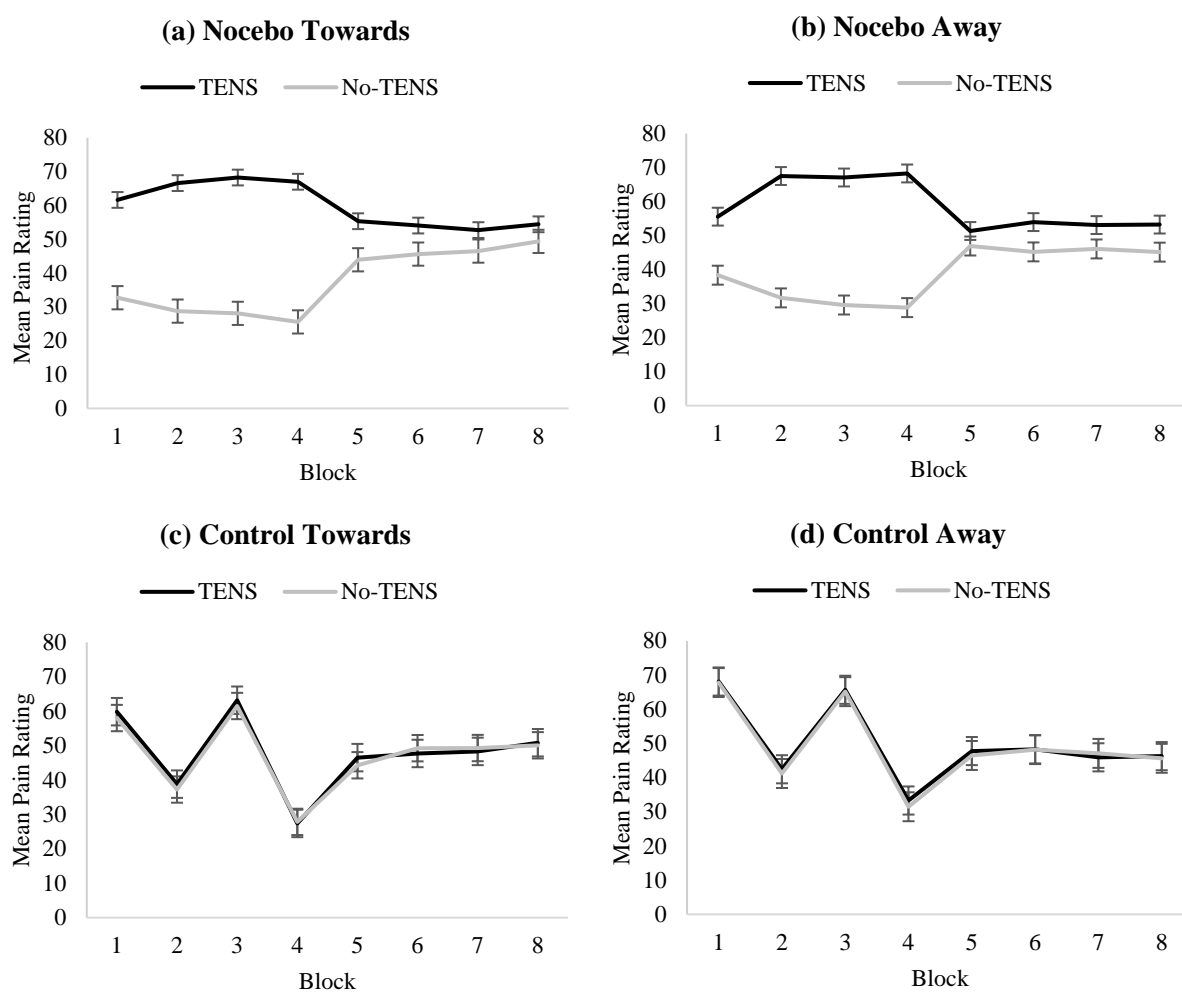 (a) Nocebo Towards
TENS No-TENS
Mean Pain Rating
80
70
60
50
40
30
20
10
0
1 2 3 4 5 6 7 8
Block
(b) Nocebo Away
TENS No-TENS
Mean Pain Rating
80
70
60
50
40
30
20
10
0
1 2 3 4 5 6 7 8
Block
(c) Control Towards
TENS No-TENS
Mean Pain Rating
80
70
60
50
40
30
20
10
0
1 2 3 4 5 6 7 8
Block
(d) Control Away
TENS No-TENS
Mean Pain Rating
80
70
60
50
40
30
20
10
0
1 2 3 4 5 6 7 8
Block